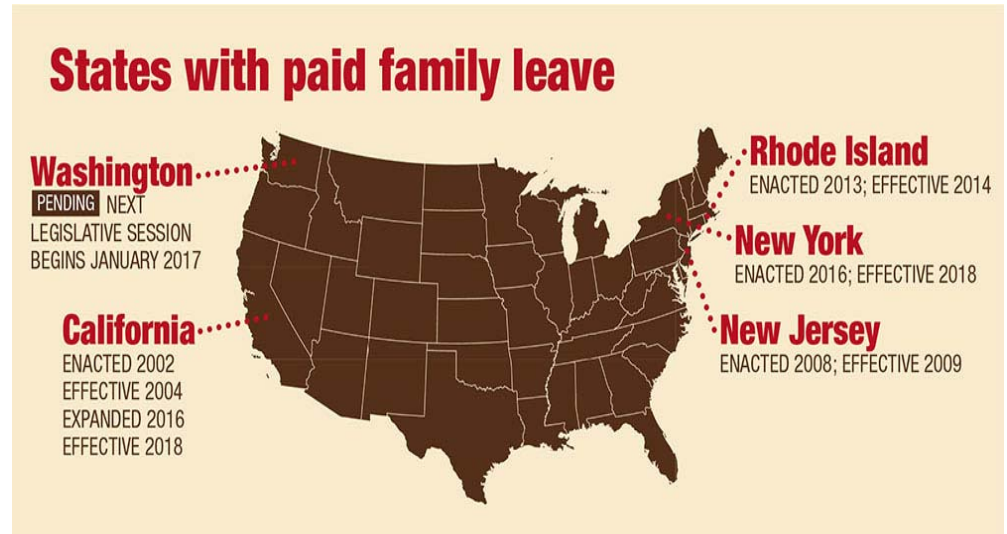 States with paid family leave
Washington
PENDING NEXT
LEGISLATIVE SESSION
BEGINS JANUARY 2017
California
ENACTED 2002
EFFECTIVE 2004
EXPANDED 2016
EFFECTIVE 2018
Rhode Island
ENACTED 2013; EFFECTIVE 2014
New York
ENACTED 2016; EFFECTIVE 2018
New Jersey
ENACTED 2008; EFFECTIVE 2009